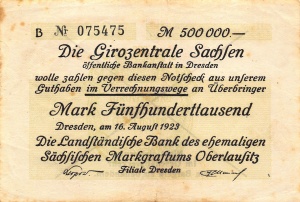 B № 075475 M 500000.—
Die Girozentrale Sachsen
öffentliche Bankanstalt in Dresden
wolle zahlen gegen diesen Notscheck aus unserem
Guthaben im Verrechnungswege an Überbringer
Mark Fünfhunderttausend
Dresden, am 16. August 1923
Die Landständische Bank des ehemaligen
Sächsischen Markgraftums Oberlausitz
Filiale Dresden